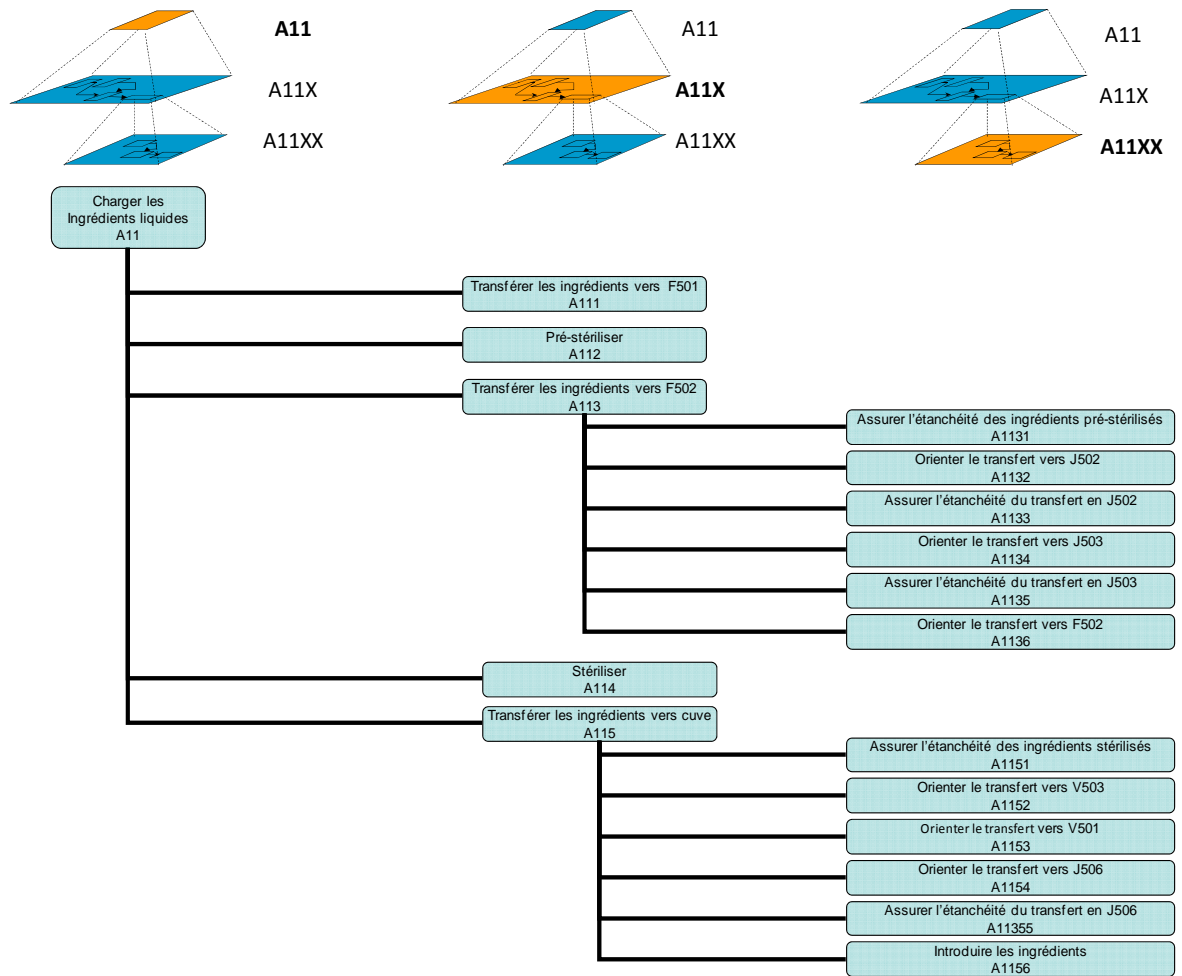 A11
A11X
A11XX
A11
A11X
A11XX
A11
A11X
A11XX
Charger les
Ingrédients liquides
A11
Transférer les ingrédients vers F501
A111
Pré-stériliser
A112
Transférer les ingrédients vers F502
A113
Assurer l'étanchéité des ingrédients pré-stérilisés
A1131
Orienter le transfert vers J502
A1132
Assurer l'étanchéité du transfert en J502
A1133
Orienter le transfert vers J503
A1134
Assurer l'étanchéité du transfert en J503
A1135
Orienter le transfert vers F502
A1136
Stériliser
A114
Transférer les ingrédients vers cuve
A115
Assurer l'étanchéité des ingrédients stérilisés
A1151
Orienter le transfert vers V503
A1152
Orienter le transfert vers V501
A1153
Orienter le transfert vers J506
A1154
Assurer l'étanchéité du transfert en J506
A11355
Introduire les ingrédients
A1156